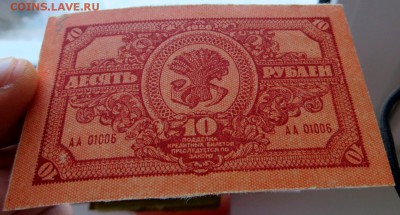 COINS.LAVE.RU
1920
10 10
ДЕСЯТЬ РУБЛЕЙ
АА 01006 10 АА 01006
ПОДДЕЛКА
КРЕДИТНЫХ БИЛЕТОВ
ПРЕСЛЕДУЕТСЯ ПО
ЗАКОНУ
10 10